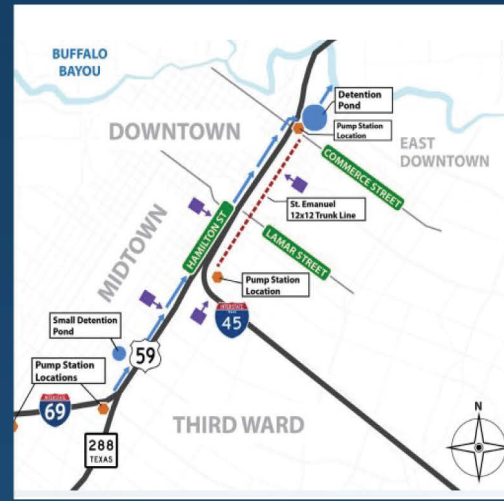 BUFFALO
BAYOU
DOWNTOWN
Detention
Pond
Pump Station
Location
EAST
DOWNTOWN
COMMERCE STREET
St. Emanuel
12x12 Trunk Line
MIDTOWN
HAMILTON ST
LAMAR STREET
Pump Station
Location
INTERSTATE
45
Small Detention
Pond
59
Pump Station
Locations
INTERSTATE
69
THIRD WARD
288
TEXAS
N